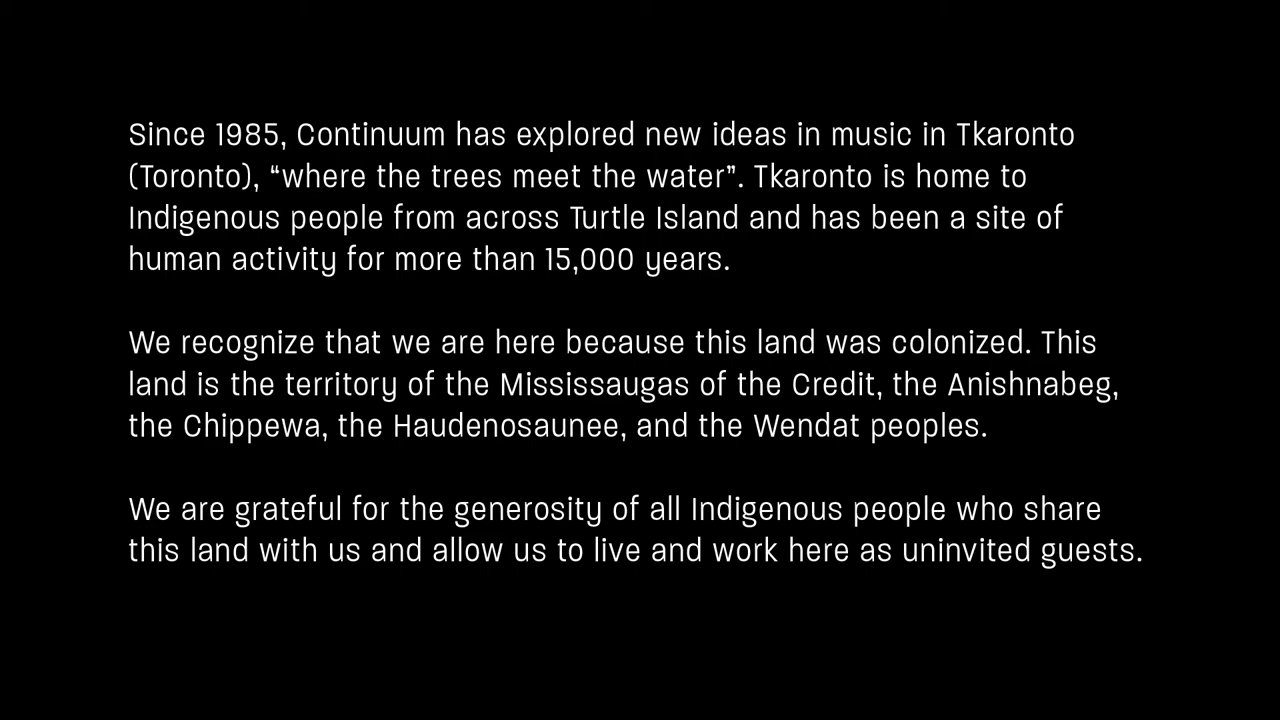 Since 1985, Continuum has explored new ideas in music in Tkaronto
(Toronto), “where the trees meet the water”. Tkaronto is home to
Indigenous people from across Turtle Island and has been a site of
human activity for more than 15,000 years.
We recognize that we are here because this land was colonized. This
land is the territory of the Mississaugas of the Credit, the Anishnabeg,
the Chippewa, the Haudenosaunee, and the Wendat peoples.
We are grateful for the generosity of all Indigenous people who share
this land with us and allow us to live and work here as uninvited guests.